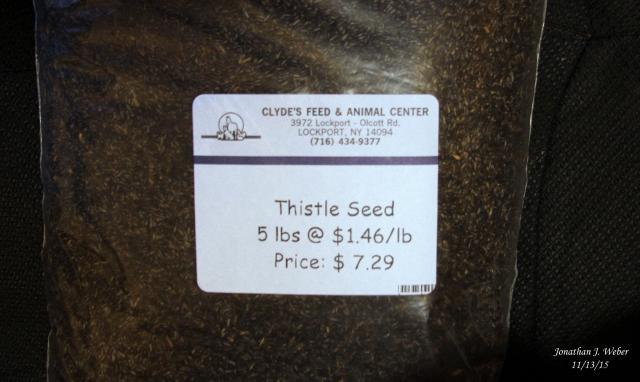 CLYDE'S FEED & ANIMAL CENTER
3972 Lockport - Olcott Rd.
LOCKPORT, NY 14094
(716) 434-9377
Thistle Seed
5 lbs @ $1.46/lb
Price: $ 7.29
Jonathan J. Weber
11/13/15